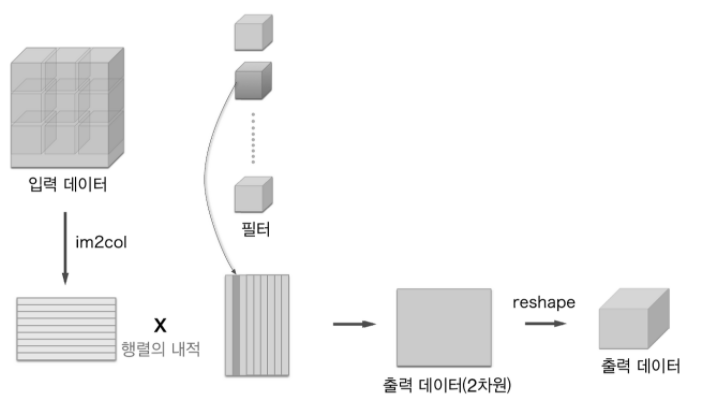 입력 데이터
im2col
필터
X
행렬의 내적
출력 데이터(2차원)
reshape
출력 데이터